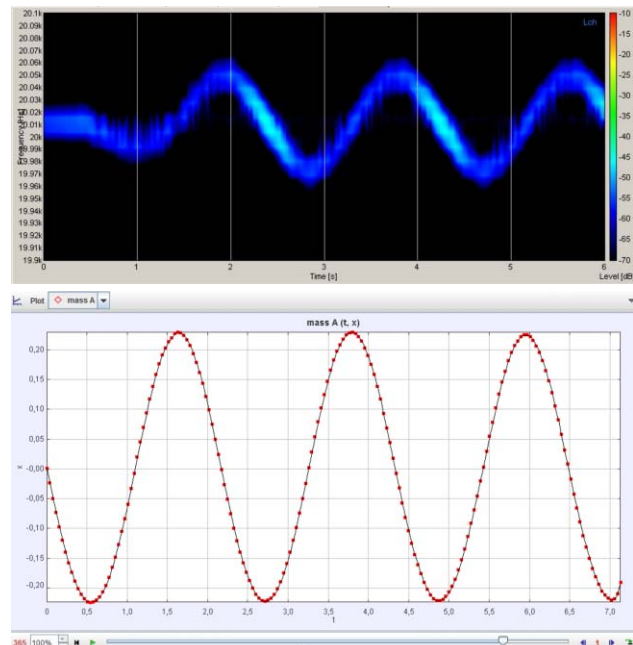 20.1k
20.09k
20.08k
20.07k
20.06k
20.05k
20.04k
20.03k
20.02k
20.01k
20k
19.99k
19.98k
19.97k
19.96k
19.95k
19.94k
19.93k
19.92k
19.91k
19.9k
Frequency [Hz]
Lch
-10
-15
-20
-25
-30
-35
-40
-45
-50
-55
-60
-65
-70
0 1 2 3 4 5 6
Time [s]
Level [dB]
Plot mass A
mass A (t, x)
0,20
0,15
0,10
0,05
-0,00
-0,05
-0,10
-0,15
-0,20
x
0 0,5 1,0 1,5 2,0 2,5 3,0 3,5 4,0 4,5 5,0 5,5 6,0 6,5 7,0
t
365 100% 1